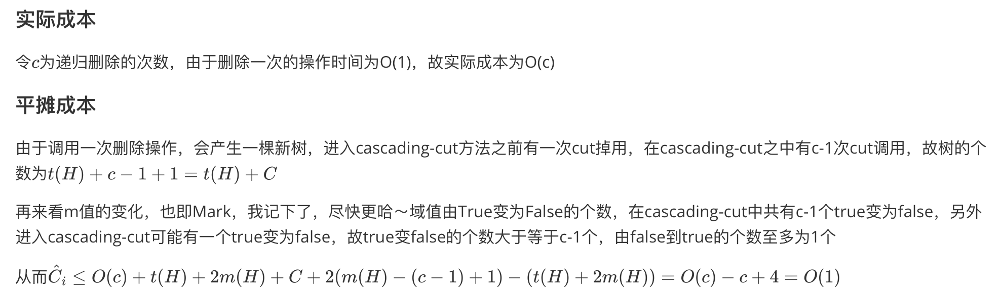 实际成本
令c为递归删除的次数，由于删除一次的操作时间为O(1)，故实际成本为O(c)
平摊成本
由于调用一次删除操作，会产生一棵新树，进入cascading-cut方法之前有一次cut掉用，在cascading-cut之中有c-1次cut调用，故树的个
数为t(H) + c − 1 + 1 = t(H) + C
再来看m值的变化，也即Mark，我记下了，尽快更哈～域值由True变为False的个数，在cascading-cut中共有c-1个true变为false，另外
进入cascading-cut可能有一个true变为false，故true变false的个数大于等于c-1个，由false到true的个数至多为1个
从而Ĉ_i ≤ O(c) + t(H) + 2m(H) + C + 2(m(H) − (c − 1) + 1) − (t(H) + 2m(H)) = O(c) − c + 4 = O(1)